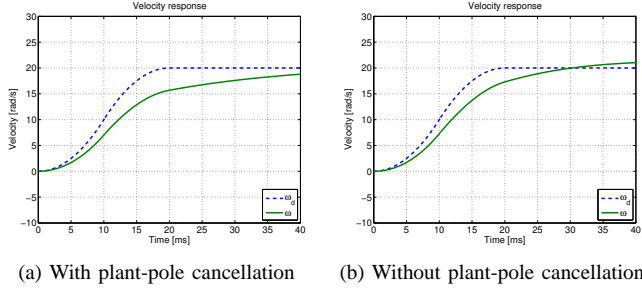 Velocity response
30
25
20
15
10
5
0
−5
−10
0 5 10 15 20 25 30 35 40
Velocity [rad/s]
Time [ms]
ω_d
ω
(a) With plant-pole cancellation
Velocity response
30
25
20
15
10
5
0
−5
−10
0 5 10 15 20 25 30 35 40
Velocity [rad/s]
Time [ms]
ω_d
ω
(b) Without plant-pole cancellation